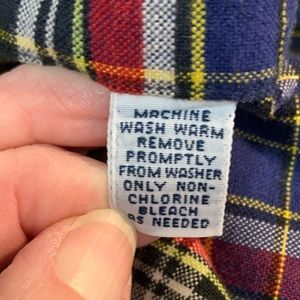 MACHINE
WASH WARM
REMOVE
PROMPTLY
FROM WASHER
ONLY NON-
CHLORINE
BLEACH
AS NEEDED